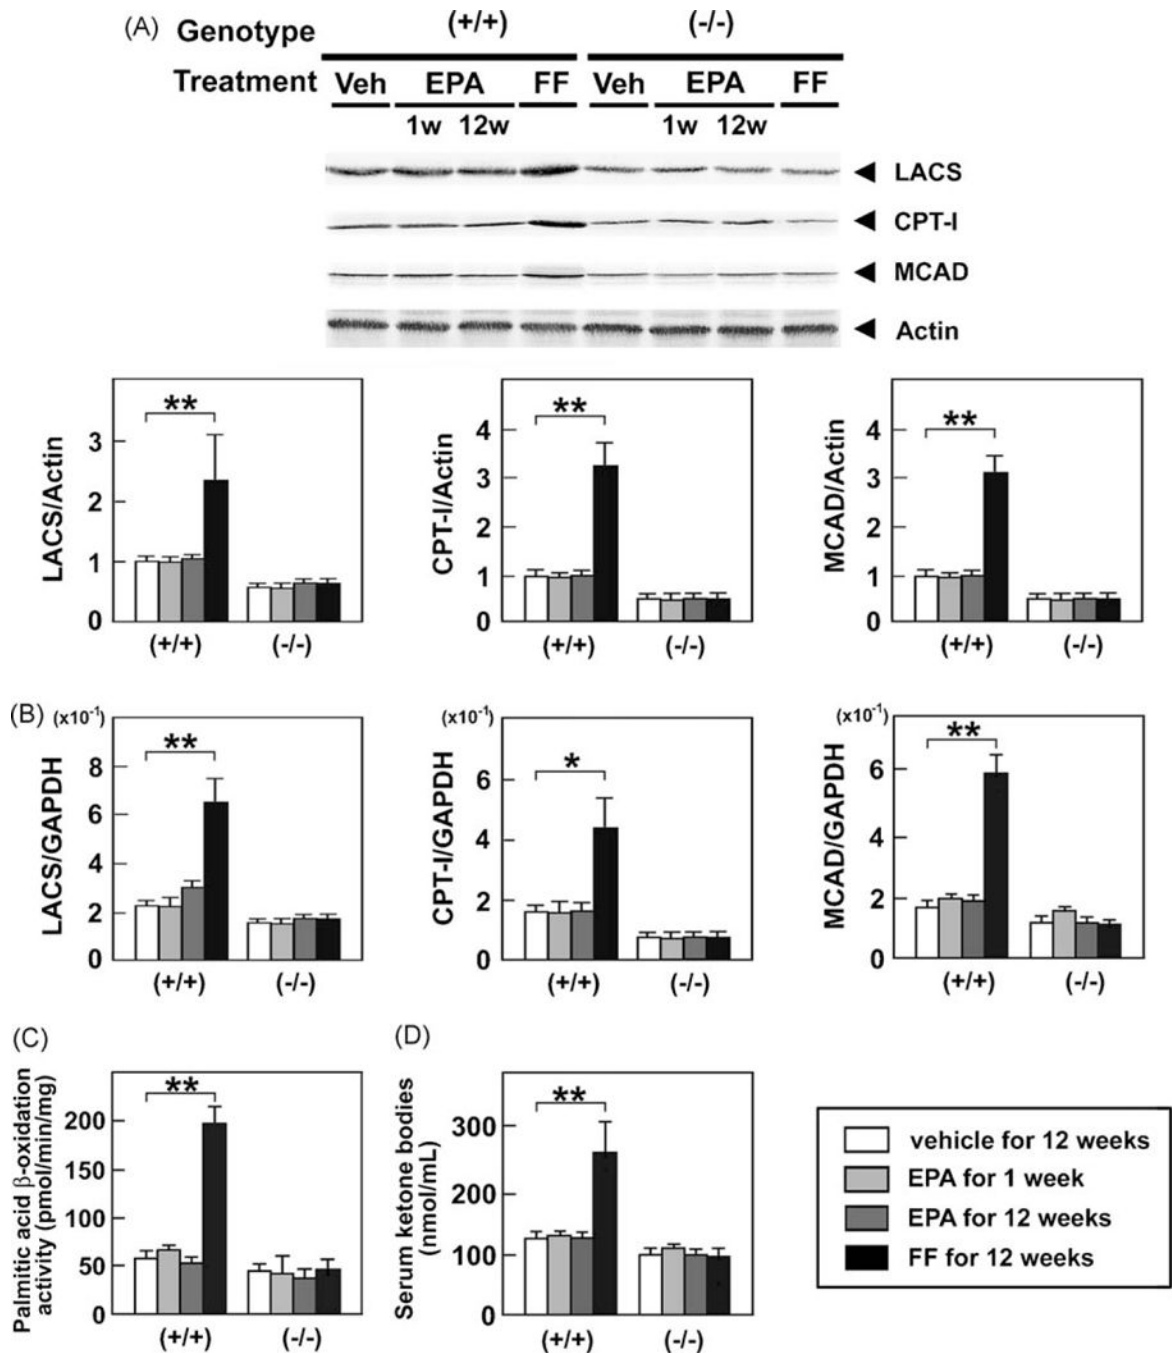 (A) Genotype (+/+) (-/-)
Treatment Veh EPA FF Veh EPA FF
1w 12w 1w 12w
LACS
CPT-I
MCAD
Actin
LACS/Actin
3
2
1
0
**
(+/+) (-/-)
CPT-I/Actin
4
3
2
1
0
**
(+/+) (-/-)
MCAD/Actin
4
3
2
1
0
**
(+/+) (-/-)
(B)
(x10⁻¹)
LACS/GAPDH
8
6
4
2
0
**
(+/+) (-/-)
(x10⁻¹)
CPT-I/GAPDH
6
4
2
0
*
(+/+) (-/-)
(x10⁻¹)
MCAD/GAPDH
6
4
2
0
**
(+/+) (-/-)
(C)
Palmitic acid β-oxidation
activity (pmol/min/mg)
200
150
100
50
0
**
(+/+) (-/-)
(D)
Serum ketone bodies
(nmol/mL)
300
200
100
0
**
(+/+) (-/-)
vehicle for 12 weeks
EPA for 1 week
EPA for 12 weeks
FF for 12 weeks